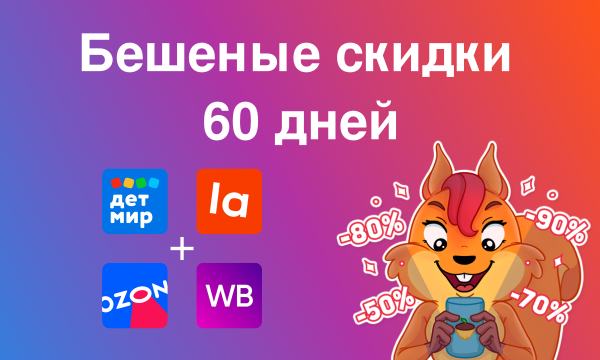 Бешеные скидки
60 дней
дет
мир
la
+
OZON
WB
-80%
-90%
-50%
-70%